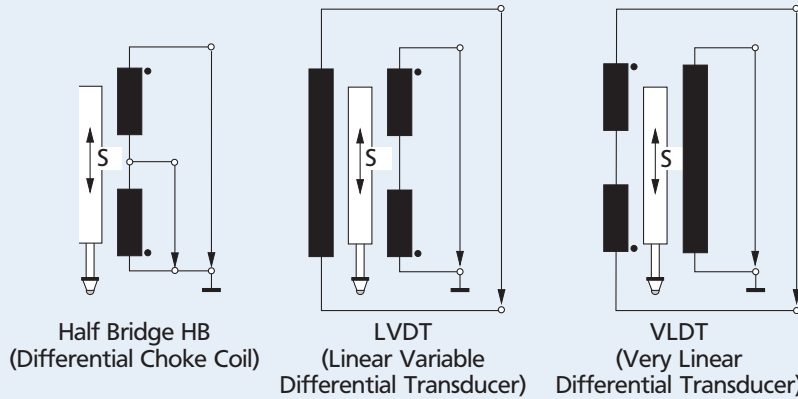 S
S
S
Half Bridge HB
(Differential Choke Coil)
LVDT
(Linear Variable
Differential Transducer)
VLDT
(Very Linear
Differential Transducer)